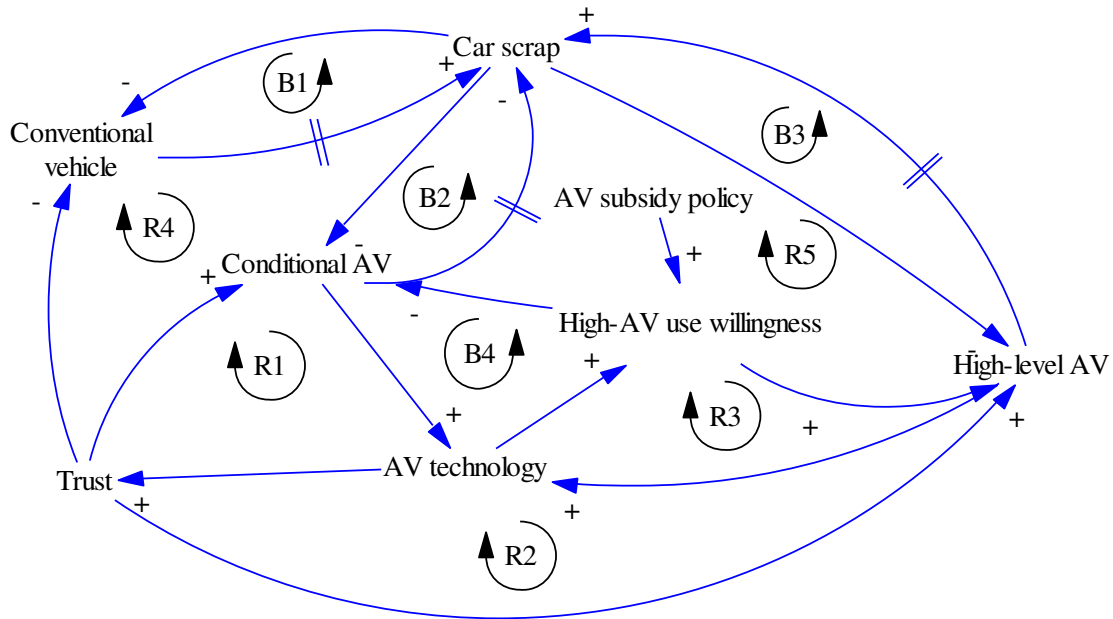 +
Car scrap
+
-
-
B1
Conventional
vehicle
B3
B2
AV subsidy policy
-
R4
R5
+
-
Conditional AV
+
-
High-AV use willingness
R1
B4
+
-
High-level AV
R3
+
+
+
AV technology
Trust
+
+
R2